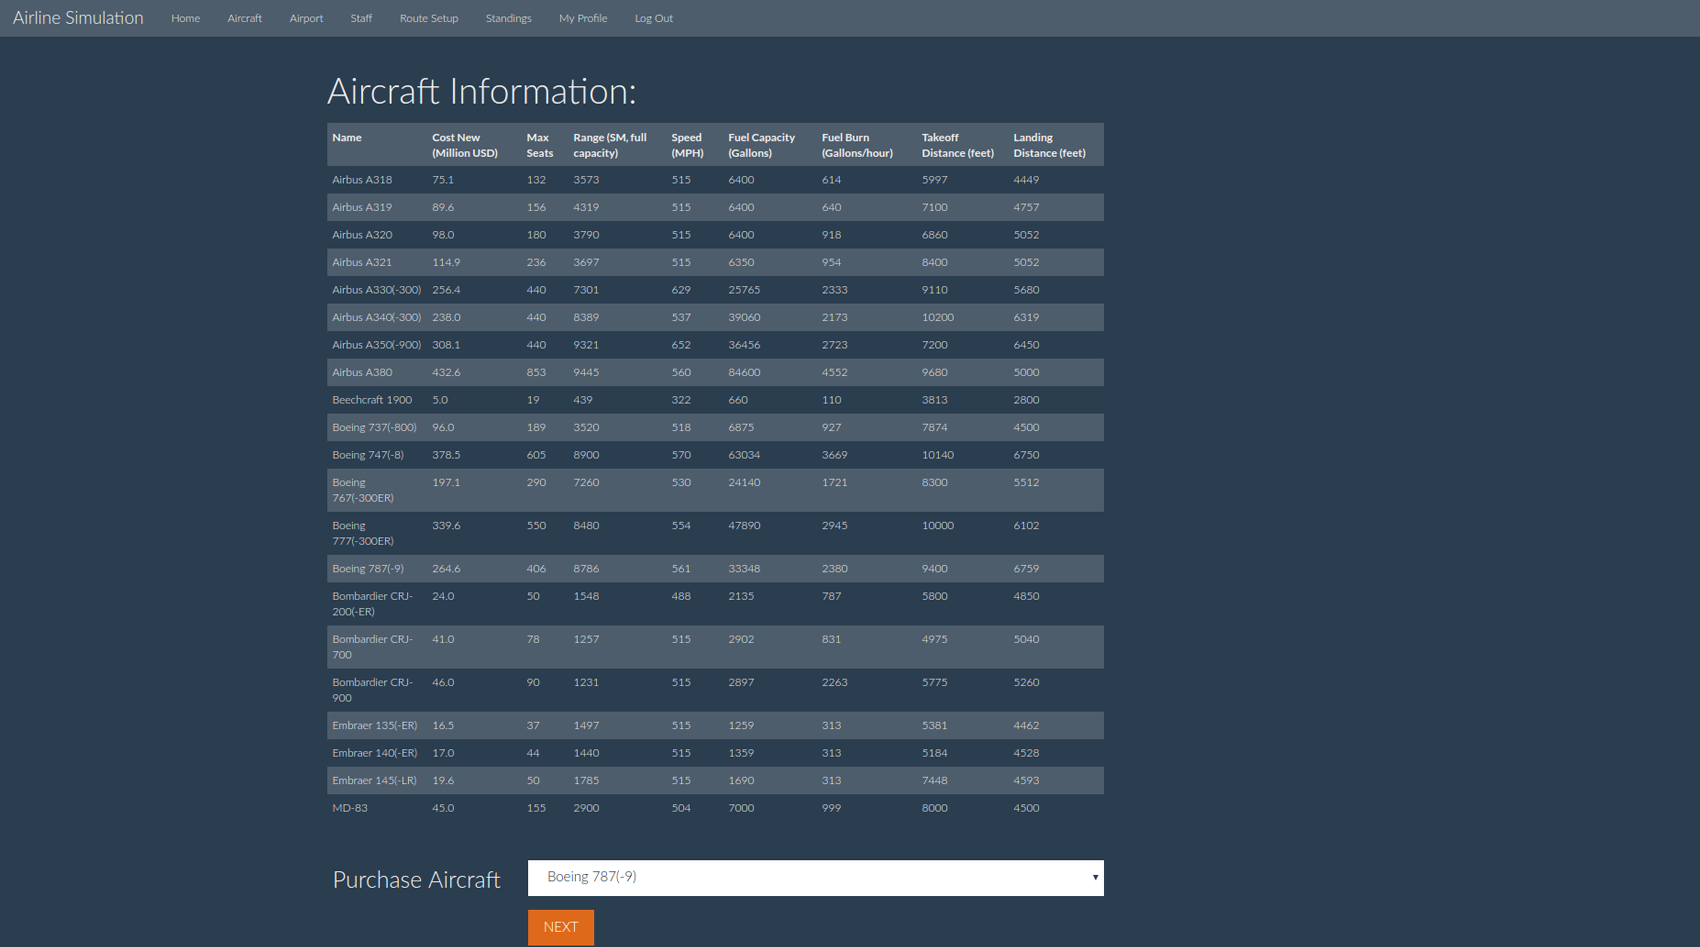 Airline Simulation Home Aircraft Airport Staff Route Setup Standings My Profile Log Out
Aircraft Information:
Name Cost New (Million USD) Max Seats Range (SM, full capacity) Speed (MPH) Fuel Capacity (Gallons) Fuel Burn (Gallons/hour) Takeoff Distance (feet) Landing Distance (feet)
Airbus A318 75.1 132 3573 515 6400 614 5997 4449
Airbus A319 89.6 156 4319 515 6400 640 7100 4757
Airbus A320 98.0 180 3790 515 6400 918 6860 5052
Airbus A321 114.9 236 3697 515 6350 954 8400 5052
Airbus A330(-300) 256.4 440 7301 629 25765 2333 9110 5680
Airbus A340(-300) 238.0 440 8389 537 39060 2173 10200 6319
Airbus A350(-900) 308.1 440 9321 652 36456 2723 7200 6450
Airbus A380 432.6 853 9445 560 84600 4552 9680 5000
Beechcraft 1900 5.0 19 439 322 660 110 3813 2800
Boeing 737(-800) 96.0 189 3520 518 6875 927 7874 4500
Boeing 747(-8) 378.5 605 8900 570 63034 3669 10140 6750
Boeing 767(-300ER) 197.1 290 7260 530 24140 1721 8300 5512
Boeing 777(-300ER) 339.6 550 8480 554 47890 2945 10000 6102
Boeing 787(-9) 264.6 406 8786 561 33348 2380 9400 6759
Bombardier CRJ-200(-ER) 24.0 50 1548 488 2135 787 5800 4850
Bombardier CRJ-700 41.0 78 1257 515 2902 831 4975 5040
Bombardier CRJ-900 46.0 90 1231 515 2897 2263 5775 5260
Embraer 135(-ER) 16.5 37 1497 515 1259 313 5381 4462
Embraer 140(-ER) 17.0 44 1440 515 1359 313 5184 4528
Embraer 145(-LR) 19.6 50 1785 515 1690 313 7448 4593
MD-83 45.0 155 2900 504 7000 999 8000 4500
Purchase Aircraft Boeing 787(-9)
NEXT